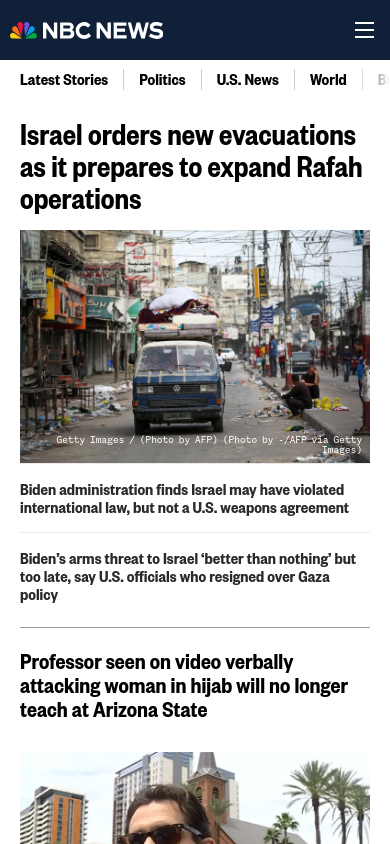 NBC NEWS
Latest Stories
Politics
U.S. News
World
Israel orders new evacuations
as it prepares to expand Rafah
operations
Getty Images / (Photo by AFP) (Photo by -/AFP via Getty
Images)
Biden administration finds Israel may have violated
international law, but not a U.S. weapons agreement
Biden’s arms threat to Israel ‘better than nothing’ but
too late, say U.S. officials who resigned over Gaza
policy
Professor seen on video verbally
attacking woman in hijab will no longer
teach at Arizona State